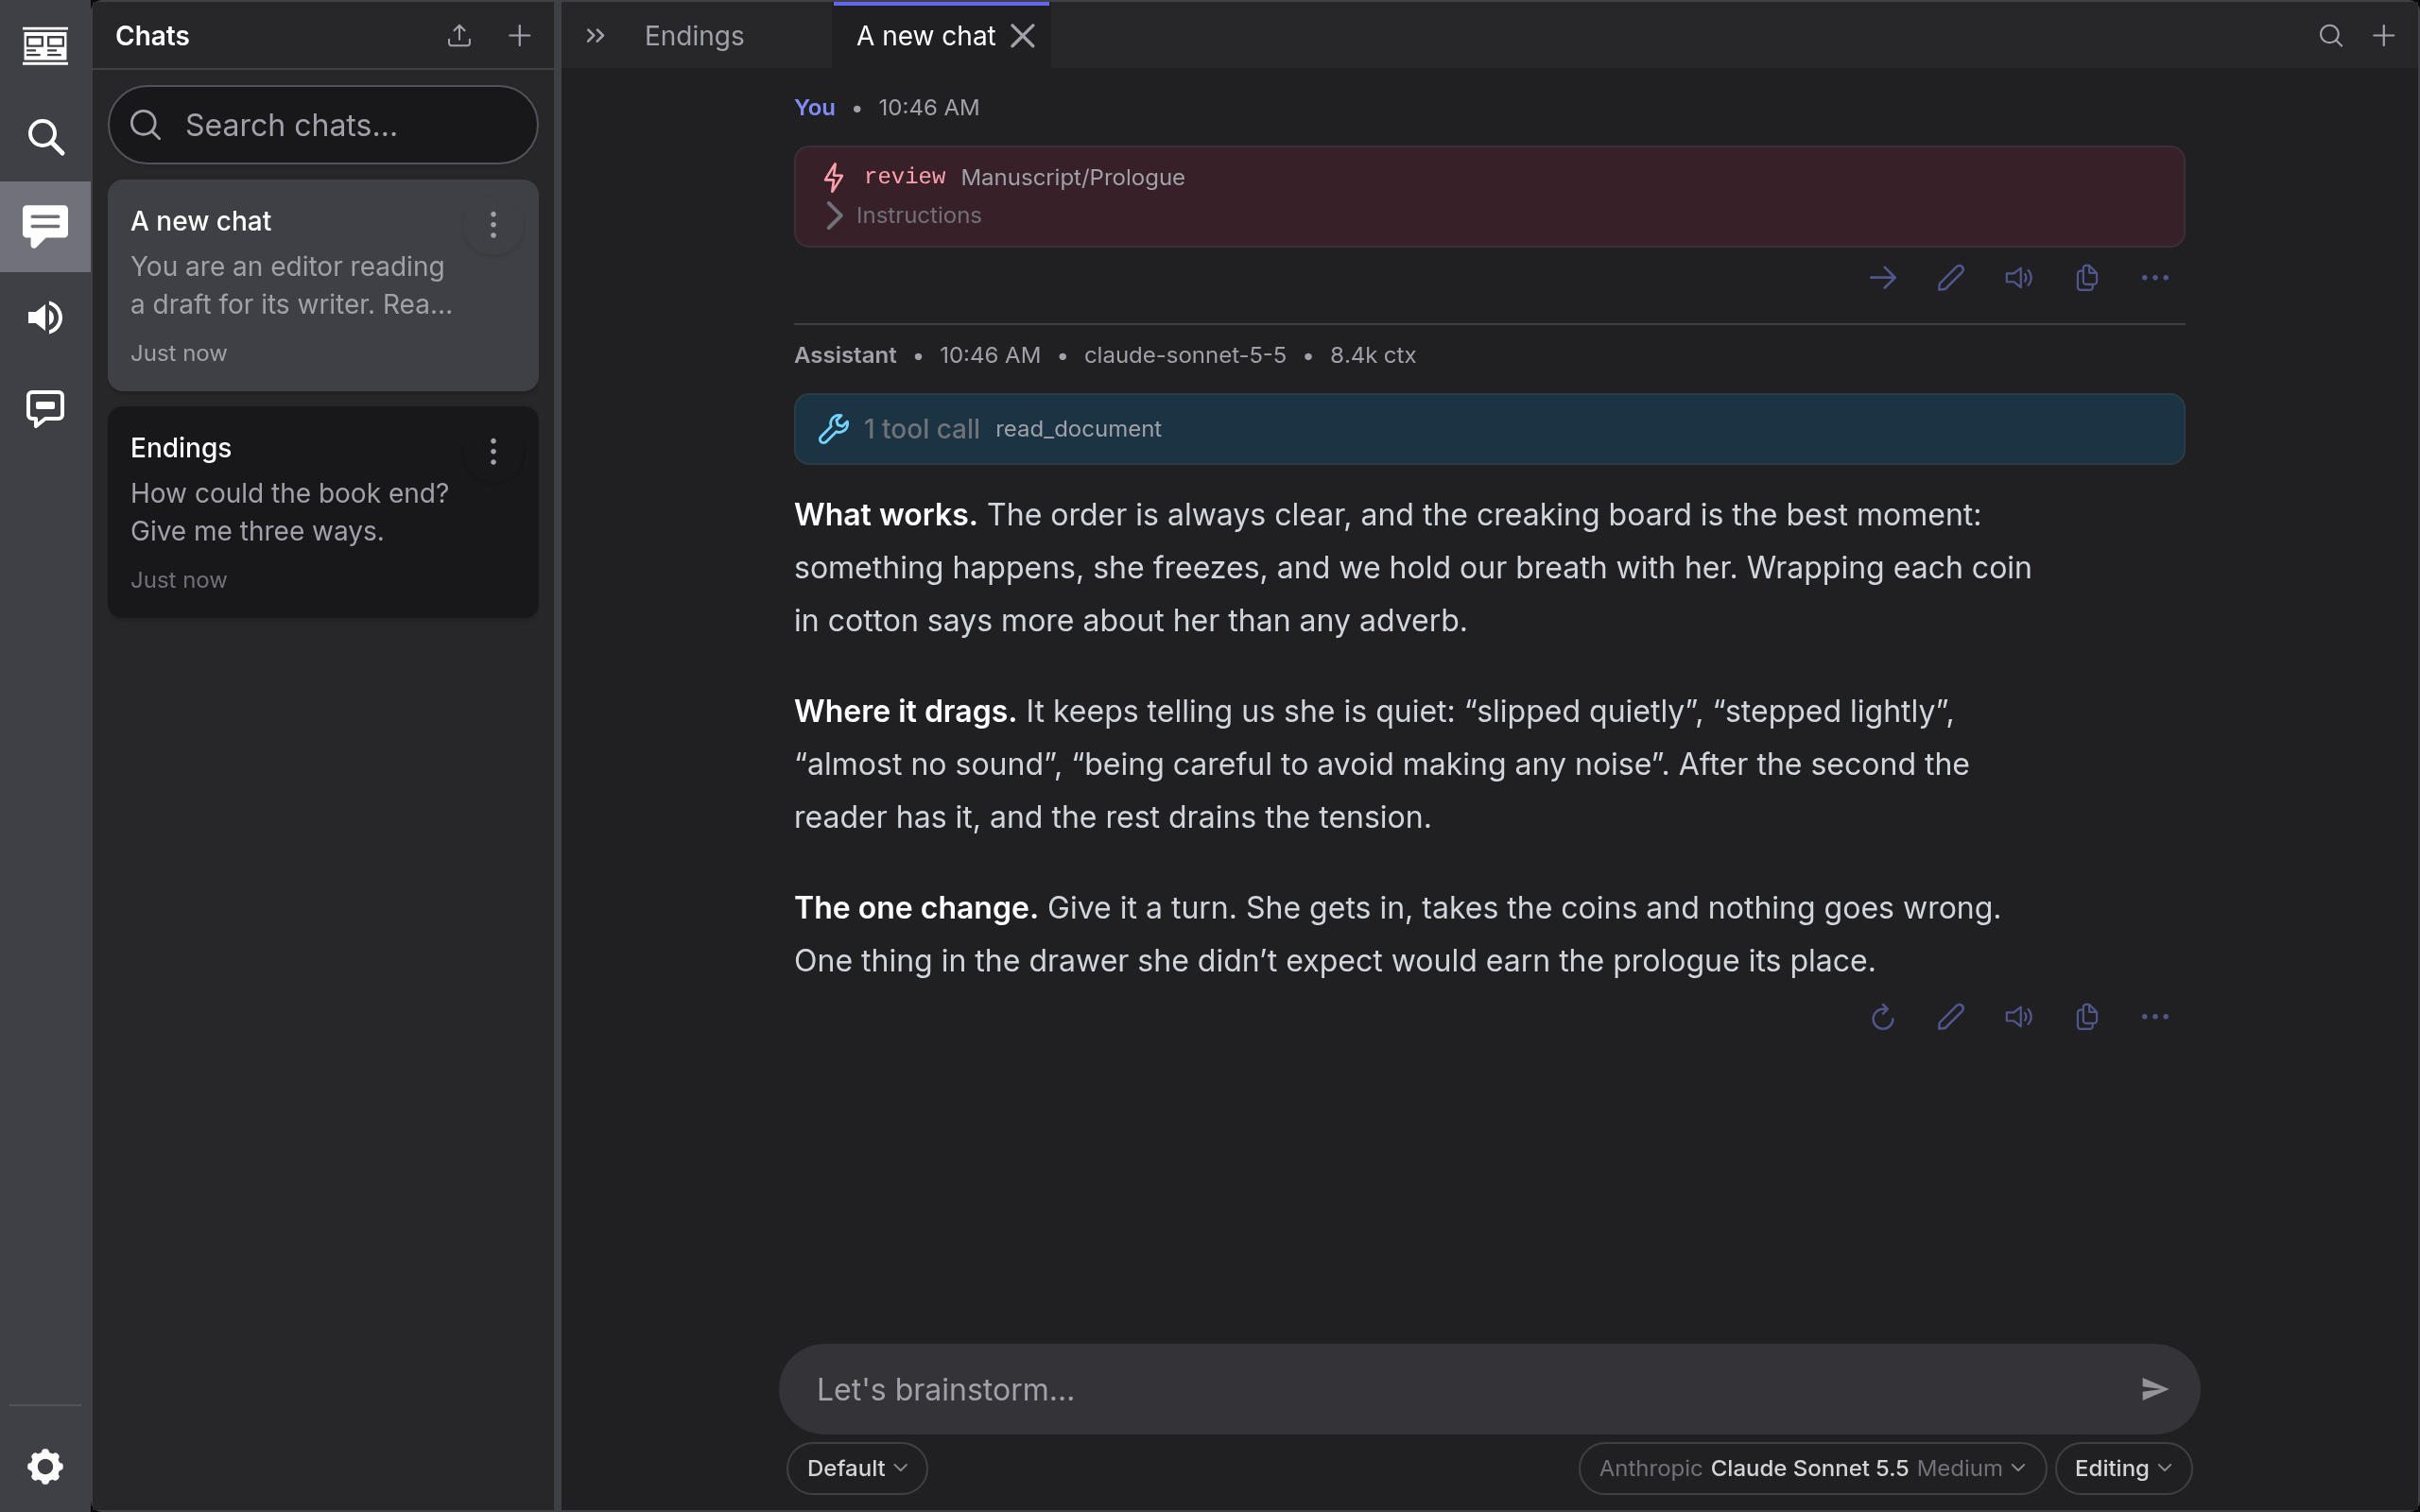 Chats
Search chats...
A new chat
You are an editor reading
a draft for its writer. Rea...
Just now
Endings
How could the book end?
Give me three ways.
Just now
Endings
A new chat
You • 10:46 AM
review Manuscript/Prologue
Instructions
Assistant • 10:46 AM • claude-sonnet-5-5 • 8.4k ctx
1 tool call read_document
What works. The order is always clear, and the creaking board is the best moment:
something happens, she freezes, and we hold our breath with her. Wrapping each coin
in cotton says more about her than any adverb.
Where it drags. It keeps telling us she is quiet: “slipped quietly”, “stepped lightly”,
“almost no sound”, “being careful to avoid making any noise”. After the second the
reader has it, and the rest drains the tension.
The one change. Give it a turn. She gets in, takes the coins and nothing goes wrong.
One thing in the drawer she didn’t expect would earn the prologue its place.
Let's brainstorm...
Default
Anthropic Claude Sonnet 5.5 Medium
Editing